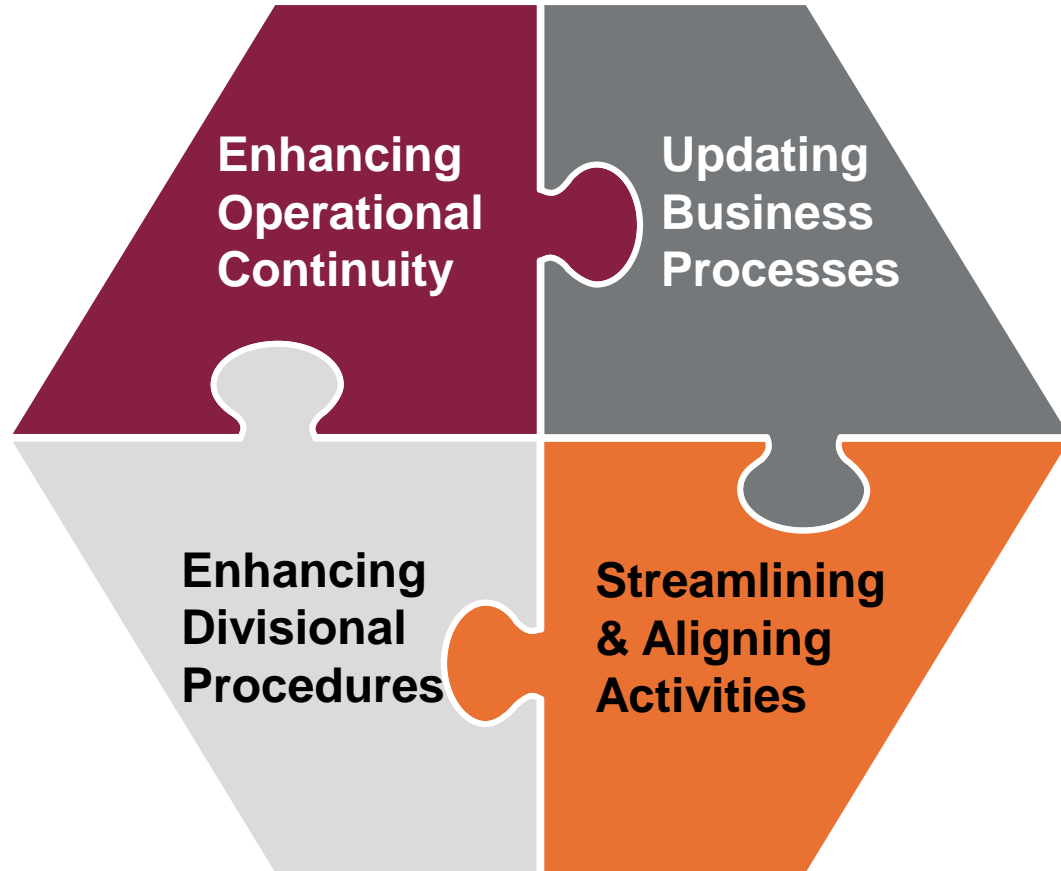 Enhancing
Operational
Continuity
Updating
Business
Processes
Enhancing
Divisional
Procedures
Streamlining
& Aligning
Activities